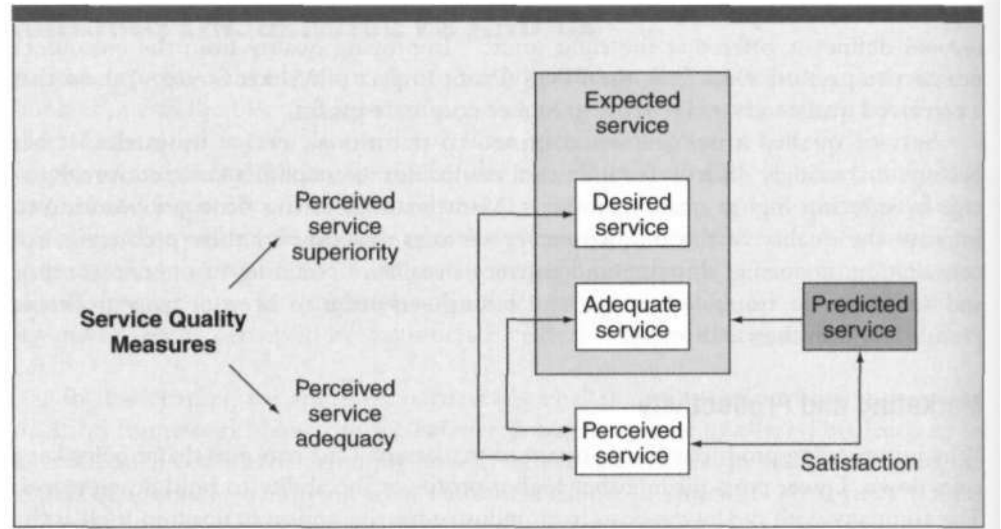 Expected
service
Perceived
service
superiority
Desired
service
Service Quality
Measures
Adequate
service
Predicted
service
Perceived
service
adequacy
Perceived
service
Satisfaction